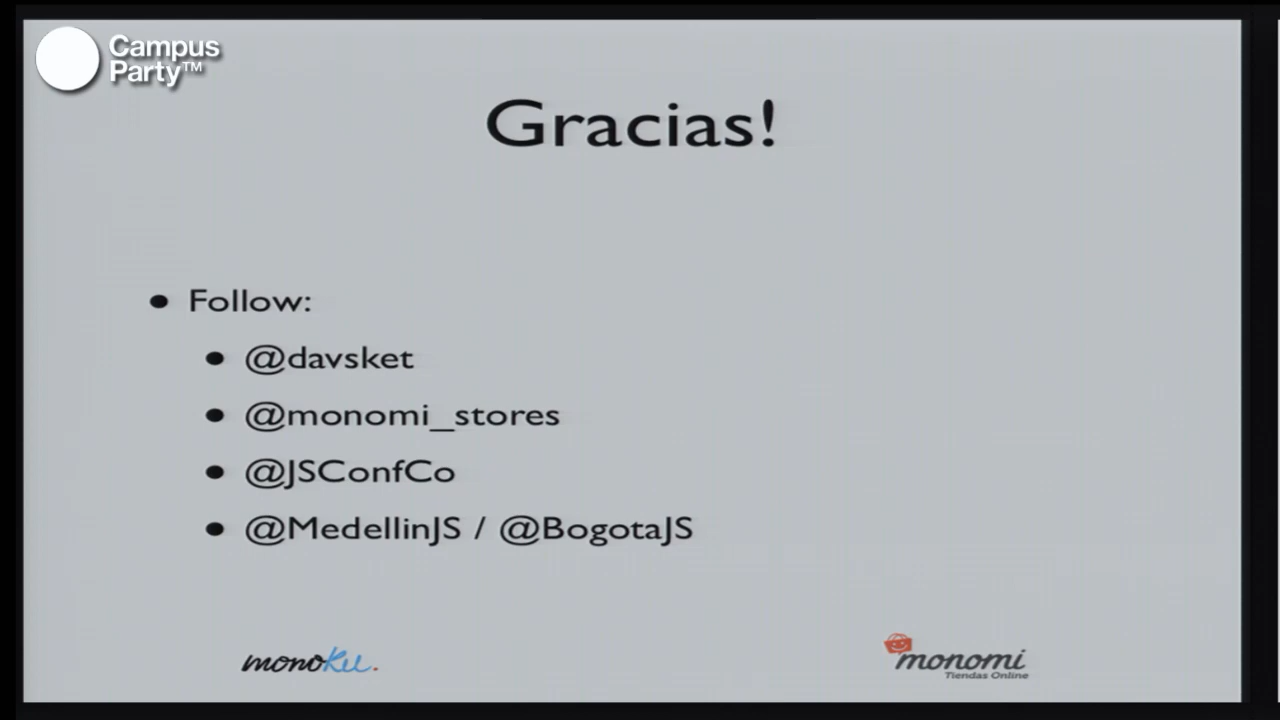 Campus
Party™
Gracias!
• Follow:
• @davsket
• @monomi_stores
• @JSConfCo
• @MedellinJS / @BogotaJS
monoku.
monomi
Tiendas Online